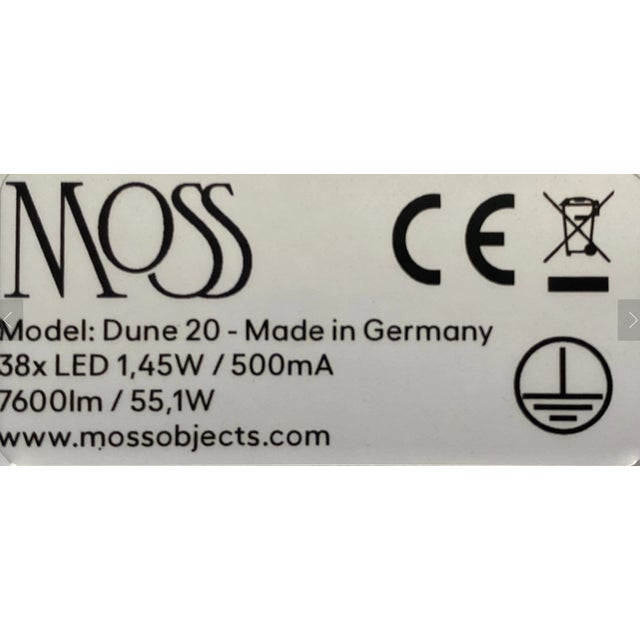 MOSS
CE
Model: Dune 20 - Made in Germany
38x LED 1,45W / 500mA
7600lm / 55,1W
www.mossobjects.com